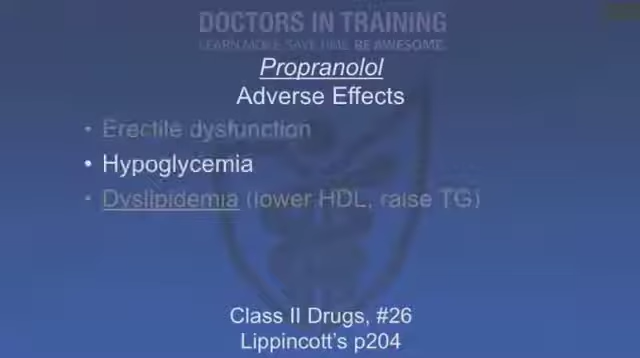 DOCTORS IN TRAINING
LEARN MORE. SAVE TIME. BE AWESOME.
Propranolol
Adverse Effects
• Erectile dysfunction
• Hypoglycemia
• Dyslipidemia (lower HDL, raise TG)
Class II Drugs, #26
Lippincott's p204